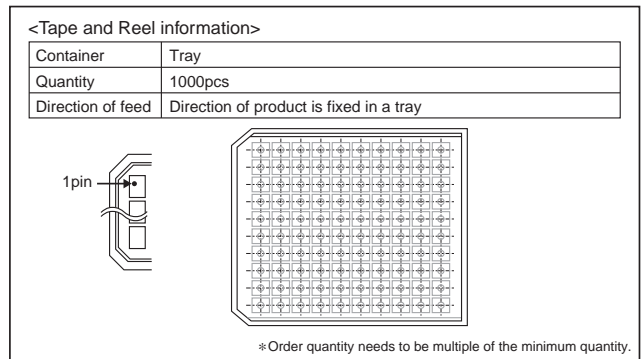 <Tape and Reel information>
Container Tray
Quantity 1000pcs
Direction of feed Direction of product is fixed in a tray
1pin
∗Order quantity needs to be multiple of the minimum quantity.